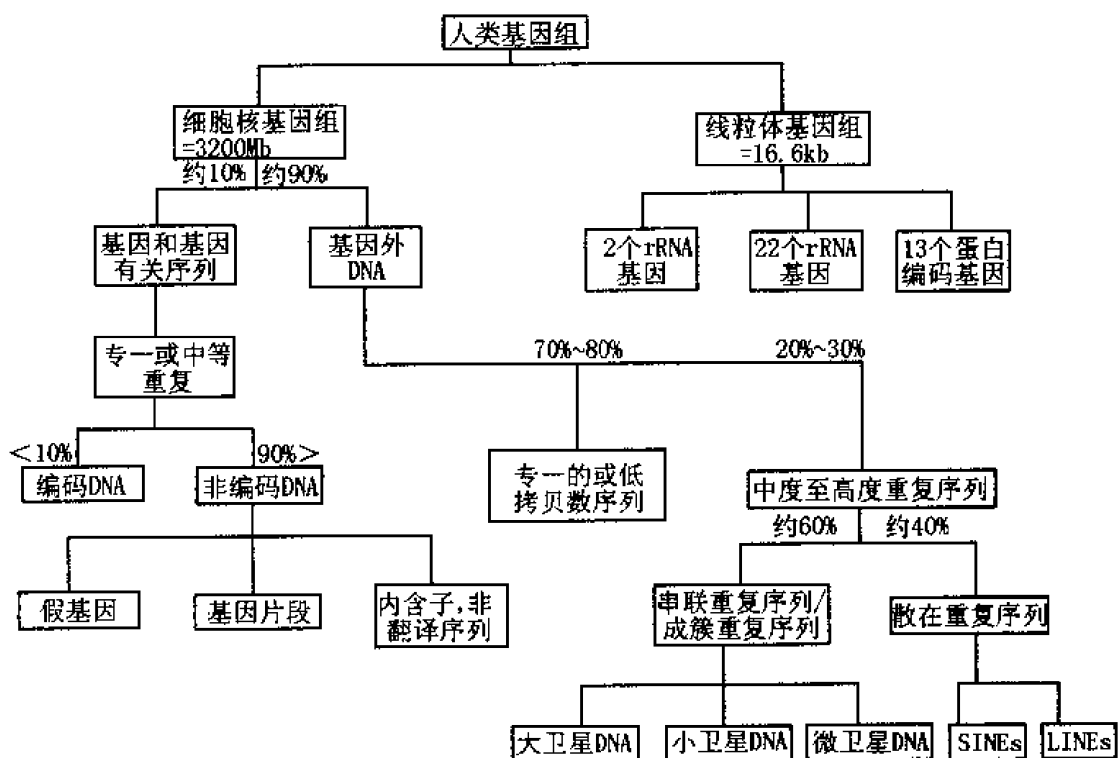 人类基因组
细胞核基因组
=3200Mb
线粒体基因组
=16.6kb
约10% 约90%
基因和基因
有关序列
基因外
DNA
2个rRNA
基因
22个rRNA
基因
13个蛋白
编码基因
专一或中等
重复
70%~80%
20%~30%
<10%
90%>
编码DNA
非编码DNA
专一的或低
拷贝数序列
中度至高度重复序列
约60%
约40%
假基因
基因片段
内含子,非
翻译序列
串联重复序列/
成簇重复序列
散在重复序列
大卫星DNA
小卫星DNA
微卫星DNA
SINEs
LINEs